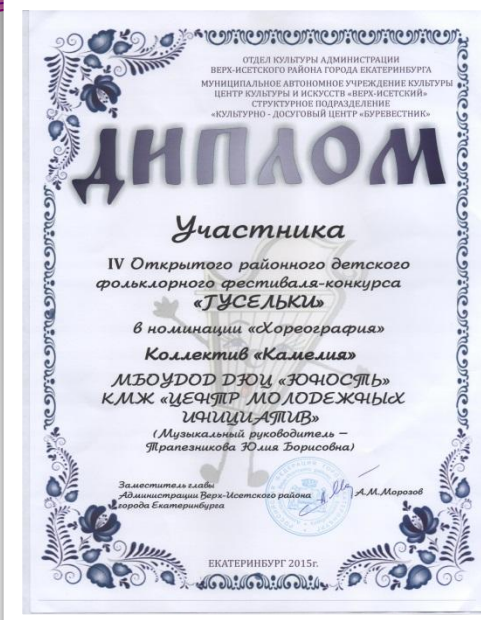 ОТДЕЛ КУЛЬТУРЫ АДМИНИСТРАЦИИ
ВЕРХ-ИСЕТСКОГО РАЙОНА ГОРОДА ЕКАТЕРИНБУРГА
МУНИЦИПАЛЬНОЕ АВТОНОМНОЕ УЧРЕЖДЕНИЕ КУЛЬТУРЫ
ЦЕНТР КУЛЬТУРЫ И ИСКУССТВ «ВЕРХ-ИСЕТСКИЙ»
СТРУКТУРНОЕ ПОДРАЗДЕЛЕНИЕ
«КУЛЬТУРНО - ДОСУГОВЫЙ ЦЕНТР «БУРЕВЕСТНИК»
ДИПЛОМ
Участника
IV Открытого районного детского
фольклорного фестиваля-конкурса
«ГУСЕЛЬКИ»
в номинации «Хореография»
Коллектив «Камелия»
МБОУДОД ДЮЦ «ЮНОСТЬ»
КМЖ «ЦЕНТР МОЛОДЕЖНЫХ
ИНИЦИАТИВ»
(Музыкальный руководитель –
Трапезникова Юлия Борисовна)
Заместитель главы
Администрации Верх-Исетского района
города Екатеринбурга
А.М.Морозов
ЕКАТЕРИНБУРГ 2015г.